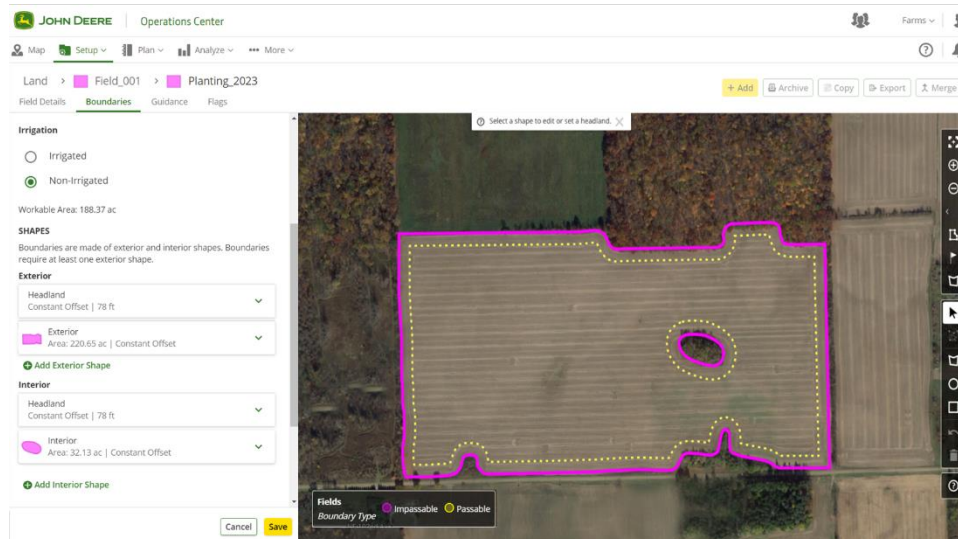 JOHN DEERE Operations Center Farms
Map Setup Plan Analyze More
Land > Field_001 > Planting_2023
+ Add Archive Copy Export Merge
Field Details Boundaries Guidance Flags
Select a shape to edit or set a headland.
Irrigation
Irrigated
Non-Irrigated
Workable Area: 188.37 ac
SHAPES
Boundaries are made of exterior and interior shapes. Boundaries
require at least one exterior shape.
Exterior
Headland
Constant Offset | 78 ft
Exterior
Area: 220.65 ac | Constant Offset
Add Exterior Shape
Interior
Headland
Constant Offset | 78 ft
Interior
Area: 32.13 ac | Constant Offset
Add Interior Shape
Cancel Save
Fields
Boundary Type Impassable Passable